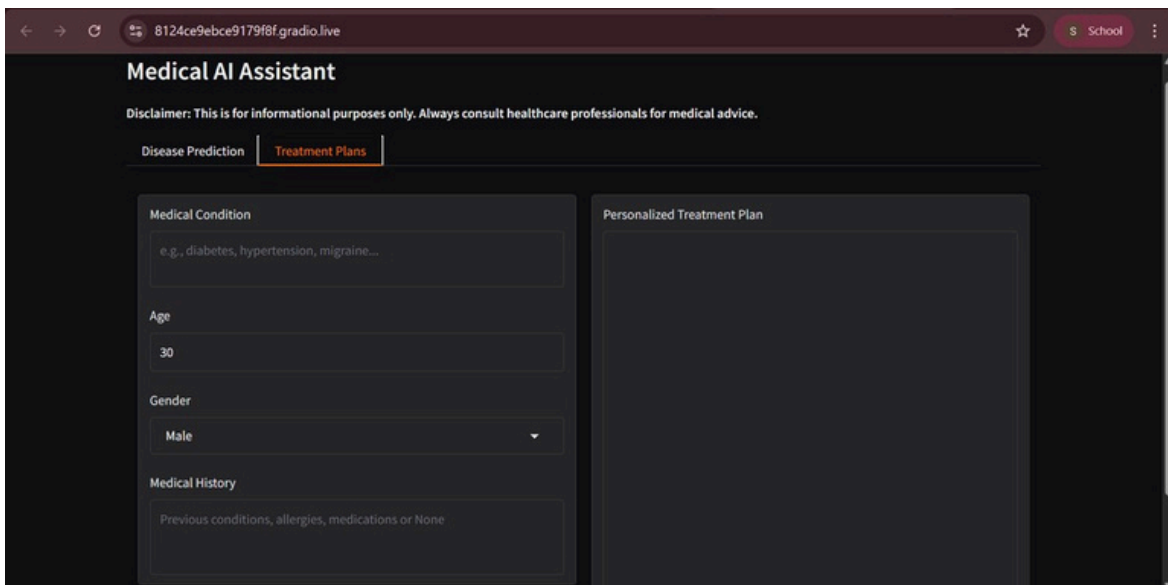 8124ce9ebce9179f8f.gradio.live
S School
Medical AI Assistant
Disclaimer: This is for informational purposes only. Always consult healthcare professionals for medical advice.
Disease Prediction
Treatment Plans
Medical Condition
e.g., diabetes, hypertension, migraine...
Age
30
Gender
Male
Medical History
Previous conditions, allergies, medications or None
Personalized Treatment Plan